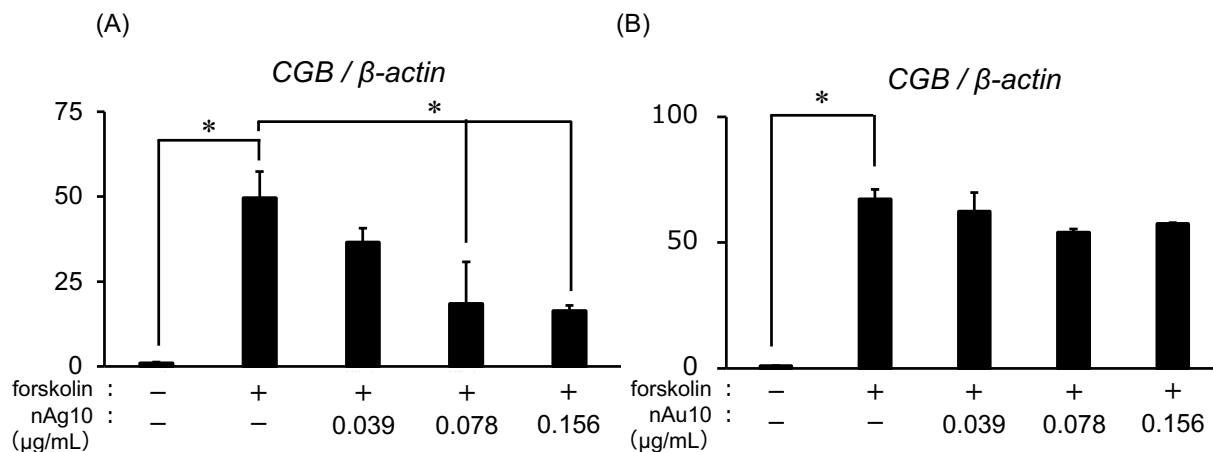 (A)
CGB / β-actin
*
*
75
50
25
0
forskolin : − + + + +
nAg10 : − − 0.039 0.078 0.156
(μg/mL)
(B)
CGB / β-actin
*
100
50
0
forskolin : − + + + +
nAu10 : − − 0.039 0.078 0.156
(μg/mL)